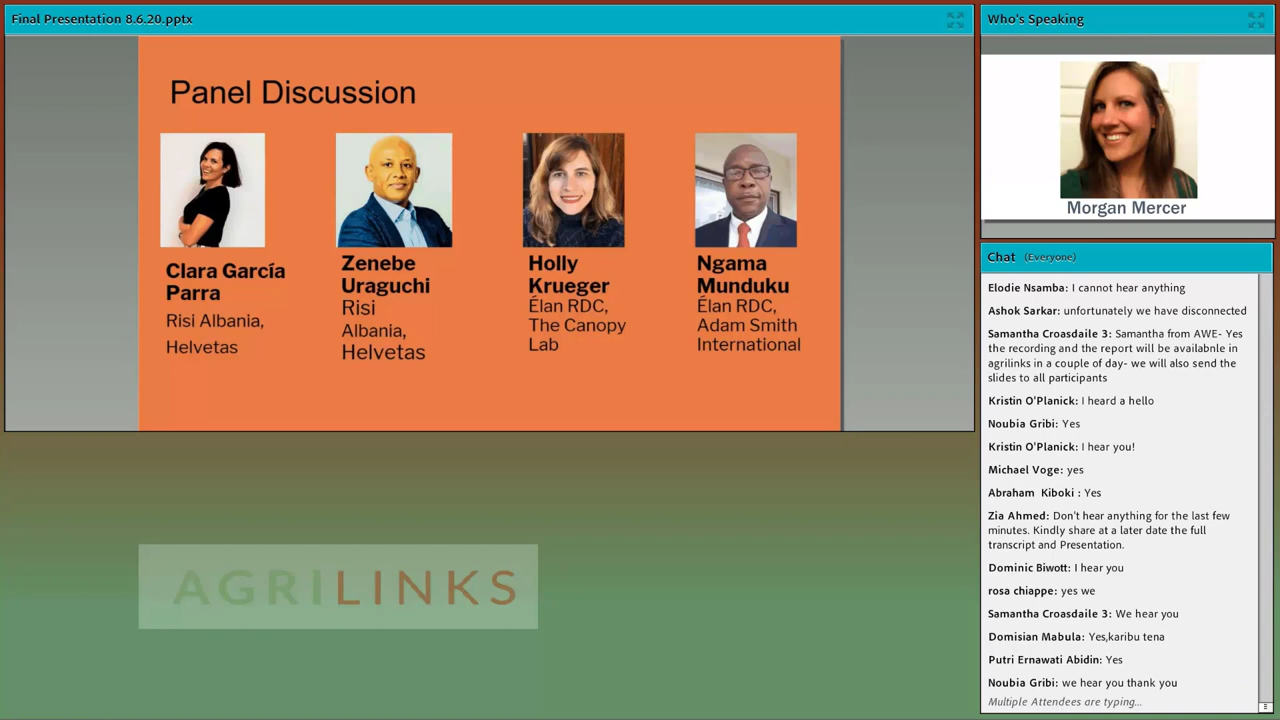 Final Presentation 8.6.20.pptx
Panel Discussion
Clara García
Parra
Risi Albania,
Helvetas
Zenebe
Uraguchi
Risi
Albania,
Helvetas
Holly
Krueger
Élan RDC,
The Canopy
Lab
Ngama
Munduku
Élan RDC,
Adam Smith
International
AGRILINKS
Who's Speaking
Morgan Mercer
Chat (Everyone)
Elodie Nsamba: I cannot hear anything
Ashok Sarkar: unfortunately we have disconnected
Samantha Croasdaile 3: Samantha from AWE- Yes
the recording and the report will be availabnle in
agrilinks in a couple of day- we will also send the
slides to all participants
Kristin O'Planick: I heard a hello
Noubia Gribi: Yes
Kristin O'Planick: I hear you!
Michael Voge: yes
Abraham Kiboki : Yes
Zia Ahmed: Don't hear anything for the last few
minutes. Kindly share at a later date the full
transcript and Presentation.
Dominic Biwott: I hear you
rosa chiappe: yes we
Samantha Croasdaile 3: We hear you
Domisian Mabula: Yes,karibu tena
Putri Ernawati Abidin: Yes
Noubia Gribi: we hear you thank you
Multiple Attendees are typing...